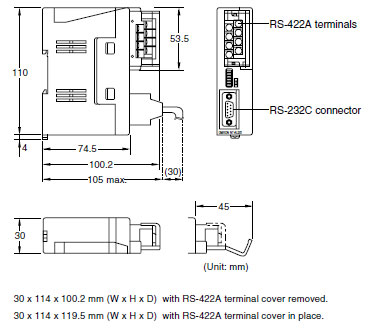 RS-422A terminals
53.5
110
RS-232C connector
4
74.5
100.2
(30)
105 max.
45
30
(Unit: mm)
30 x 114 x 100.2 mm (W x H x D)  with RS-422A terminal cover removed.
30 x 114 x 119.5 mm (W x H x D)  with RS-422A terminal cover in place.